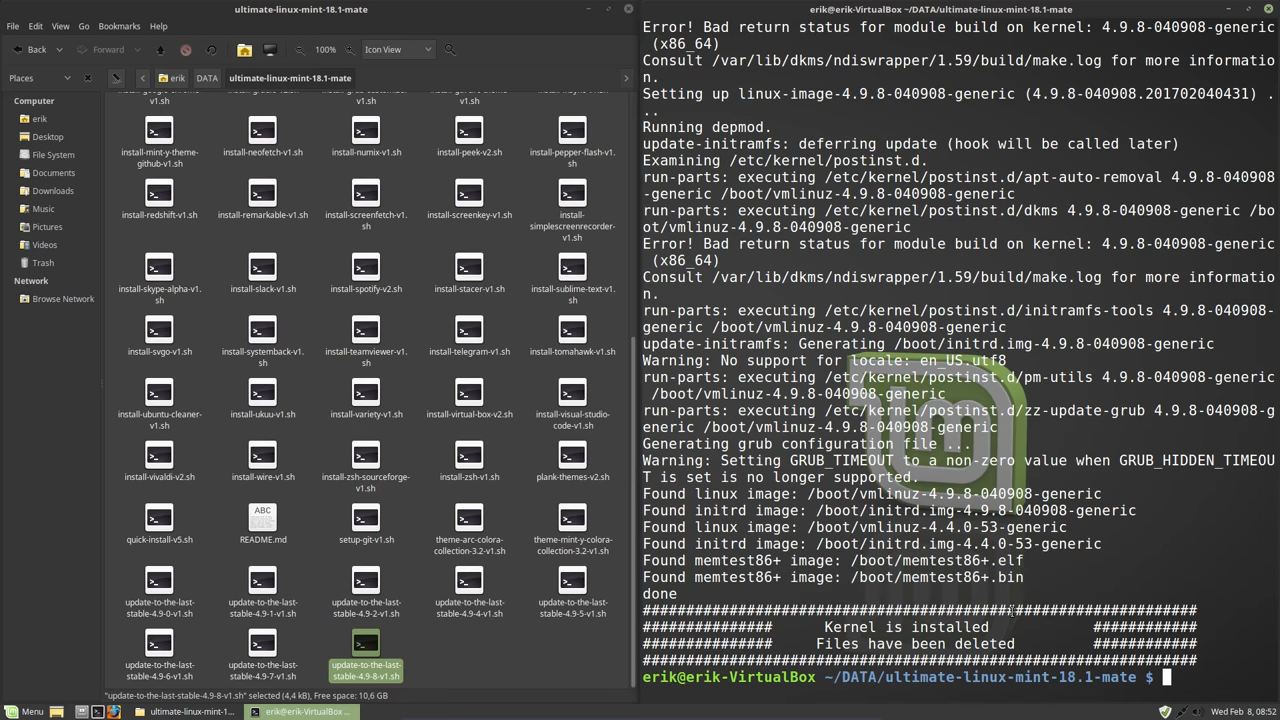 ultimate-linux-mint-18.1-mate
File Edit View Go Bookmarks Help
Back Forward 100% Icon View
Places erik DATA ultimate-linux-mint-18.1-mate
Computer
erik
Desktop
File System
Documents
Downloads
Music
Pictures
Videos
Trash
Network
Browse Network
v1.sh
v1.sh
v1.sh
install-mint-y-theme-
github-v1.sh
install-neofetch-v1.sh
install-numix-v1.sh
install-peek-v2.sh
install-pepper-flash-v1.
sh
install-redshift-v1.sh
install-remarkable-v1.sh
install-screenfetch-v1.
sh
install-screenkey-v1.sh
install-
simplescreenrecorder-
v1.sh
install-skype-alpha-v1.
sh
install-slack-v1.sh
install-spotify-v2.sh
install-stacer-v1.sh
install-sublime-text-v1.
sh
install-svgo-v1.sh
install-systemback-v1.
sh
install-teamviewer-v1.
sh
install-telegram-v1.sh
install-tomahawk-v1.
sh
install-ubuntu-cleaner-
v1.sh
install-ukuu-v1.sh
install-variety-v1.sh
install-virtual-box-v2.sh
install-visual-studio-
code-v1.sh
install-vivaldi-v2.sh
install-wire-v1.sh
install-zsh-sourceforge-
v1.sh
install-zsh-v1.sh
plank-themes-v2.sh
quick-install-v5.sh
ABC
README.md
setup-git-v1.sh
theme-arc-colora-
collection-3.2-v1.sh
theme-mint-y-colora-
collection-3.2-v1.sh
update-to-the-last-
stable-4.9-0-v1.sh
update-to-the-last-
stable-4.9-1-v1.sh
update-to-the-last-
stable-4.9-2-v1.sh
update-to-the-last-
stable-4.9-4-v1.sh
update-to-the-last-
stable-4.9-5-v1.sh
update-to-the-last-
stable-4.9-6-v1.sh
update-to-the-last-
stable-4.9-7-v1.sh
update-to-the-last-
stable-4.9-8-v1.sh
"update-to-the-last-stable-4.9-8-v1.sh" selected (4,4 kB), Free space: 10,6 GB
erik@erik-VirtualBox ~/DATA/ultimate-linux-mint-18.1-mate
Error! Bad return status for module build on kernel: 4.9.8-040908-generic
(x86_64)
Consult /var/lib/dkms/ndiswrapper/1.59/build/make.log for more informatio
n.
Setting up linux-image-4.9.8-040908-generic (4.9.8-040908.201702040431) .
..
Running depmod.
update-initramfs: deferring update (hook will be called later)
Examining /etc/kernel/postinst.d.
run-parts: executing /etc/kernel/postinst.d/apt-auto-removal 4.9.8-040908
-generic /boot/vmlinuz-4.9.8-040908-generic
run-parts: executing /etc/kernel/postinst.d/dkms 4.9.8-040908-generic /bo
ot/vmlinuz-4.9.8-040908-generic
Error! Bad return status for module build on kernel: 4.9.8-040908-generic
(x86_64)
Consult /var/lib/dkms/ndiswrapper/1.59/build/make.log for more informatio
n.
run-parts: executing /etc/kernel/postinst.d/initramfs-tools 4.9.8-040908-
generic /boot/vmlinuz-4.9.8-040908-generic
update-initramfs: Generating /boot/initrd.img-4.9.8-040908-generic
Warning: No support for locale: en_US.utf8
run-parts: executing /etc/kernel/postinst.d/pm-utils 4.9.8-040908-generic
/boot/vmlinuz-4.9.8-040908-generic
run-parts: executing /etc/kernel/postinst.d/zz-update-grub 4.9.8-040908-g
eneric /boot/vmlinuz-4.9.8-040908-generic
Generating grub configuration file ...
Warning: Setting GRUB_TIMEOUT to a non-zero value when GRUB_HIDDEN_TIMEOU
T is set is no longer supported.
Found linux image: /boot/vmlinuz-4.9.8-040908-generic
Found initrd image: /boot/initrd.img-4.9.8-040908-generic
Found linux image: /boot/vmlinuz-4.4.0-53-generic
Found initrd image: /boot/initrd.img-4.4.0-53-generic
Found memtest86+ image: /boot/memtest86+.elf
Found memtest86+ image: /boot/memtest86+.bin
done
################################################################
############### Kernel is installed ############
############### Files have been deleted ############
################################################################
erik@erik-VirtualBox ~/DATA/ultimate-linux-mint-18.1-mate $
Menu ultimate-linux-mint-1... erik@erik-VirtualBox ... Wed Feb 8, 08:52